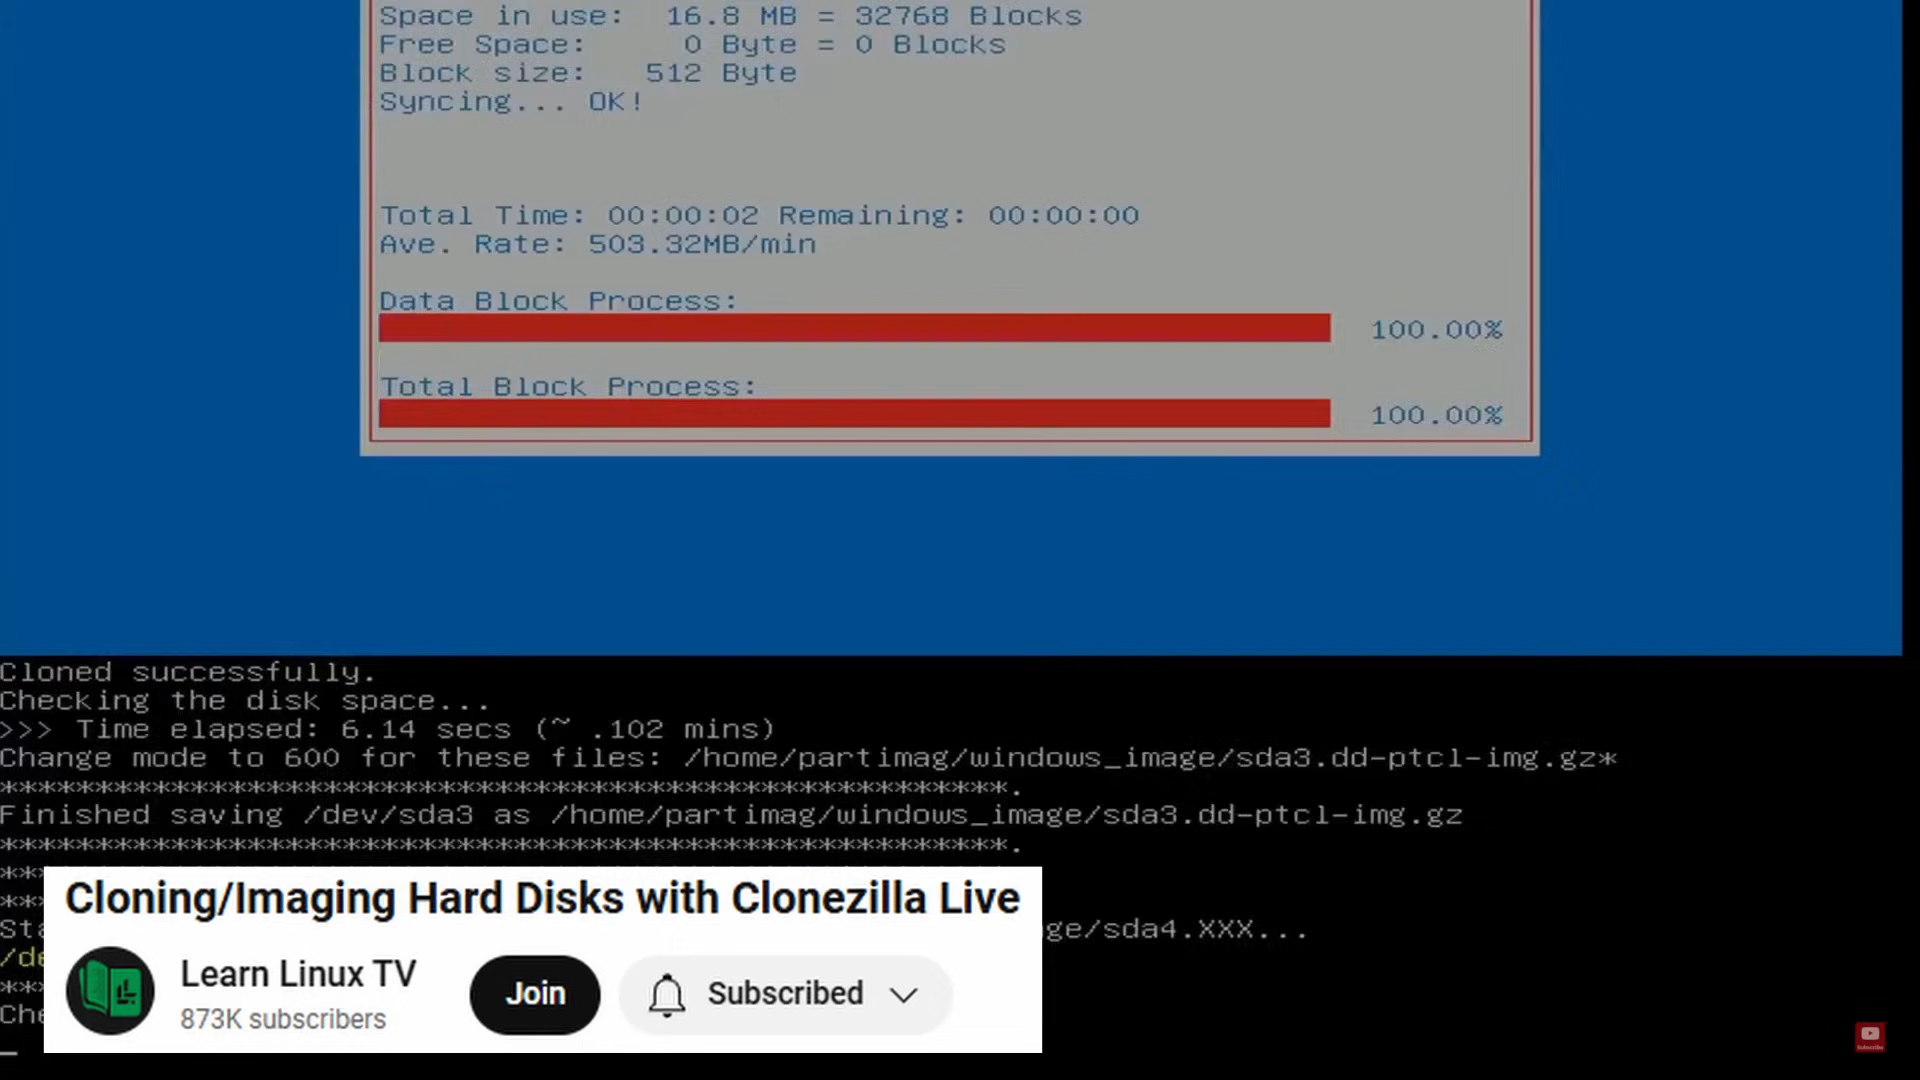 Space in use: 16.8 MB = 32768 Blocks
Free Space: 0 Byte = 0 Blocks
Block size: 512 Byte
Syncing... OK!
Total Time: 00:00:02 Remaining: 00:00:00
Ave. Rate: 503.32MB/min
Data Block Process:
100.00%
Total Block Process:
100.00%
Cloned successfully.
Checking the disk space...
>>> Time elapsed: 6.14 secs (~ .102 mins)
Change mode to 600 for these files: /home/partimag/windows_image/sda3.dd-ptcl-img.gz*
*****************************************************.
Finished saving /dev/sda3 as /home/partimag/windows_image/sda3.dd-ptcl-img.gz
*****************************************************.
ge/sda4.XXX...
Cloning/Imaging Hard Disks with Clonezilla Live
Learn Linux TV
873K subscribers
Join
Subscribed
Subscribe